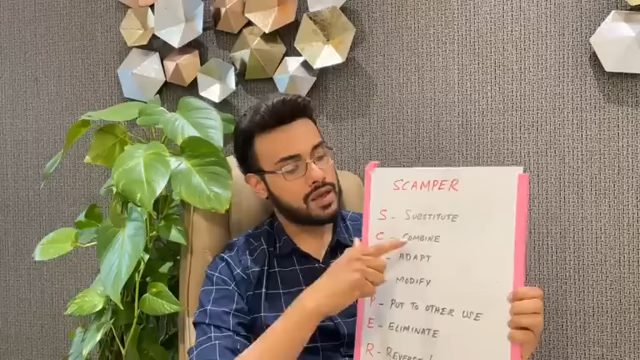 SCAMPER
S - SUBSTITUTE
C - COMBINE
- ADAPT
MODIFY
P - PUT TO OTHER USE
E - ELIMINATE
R - REVERSE